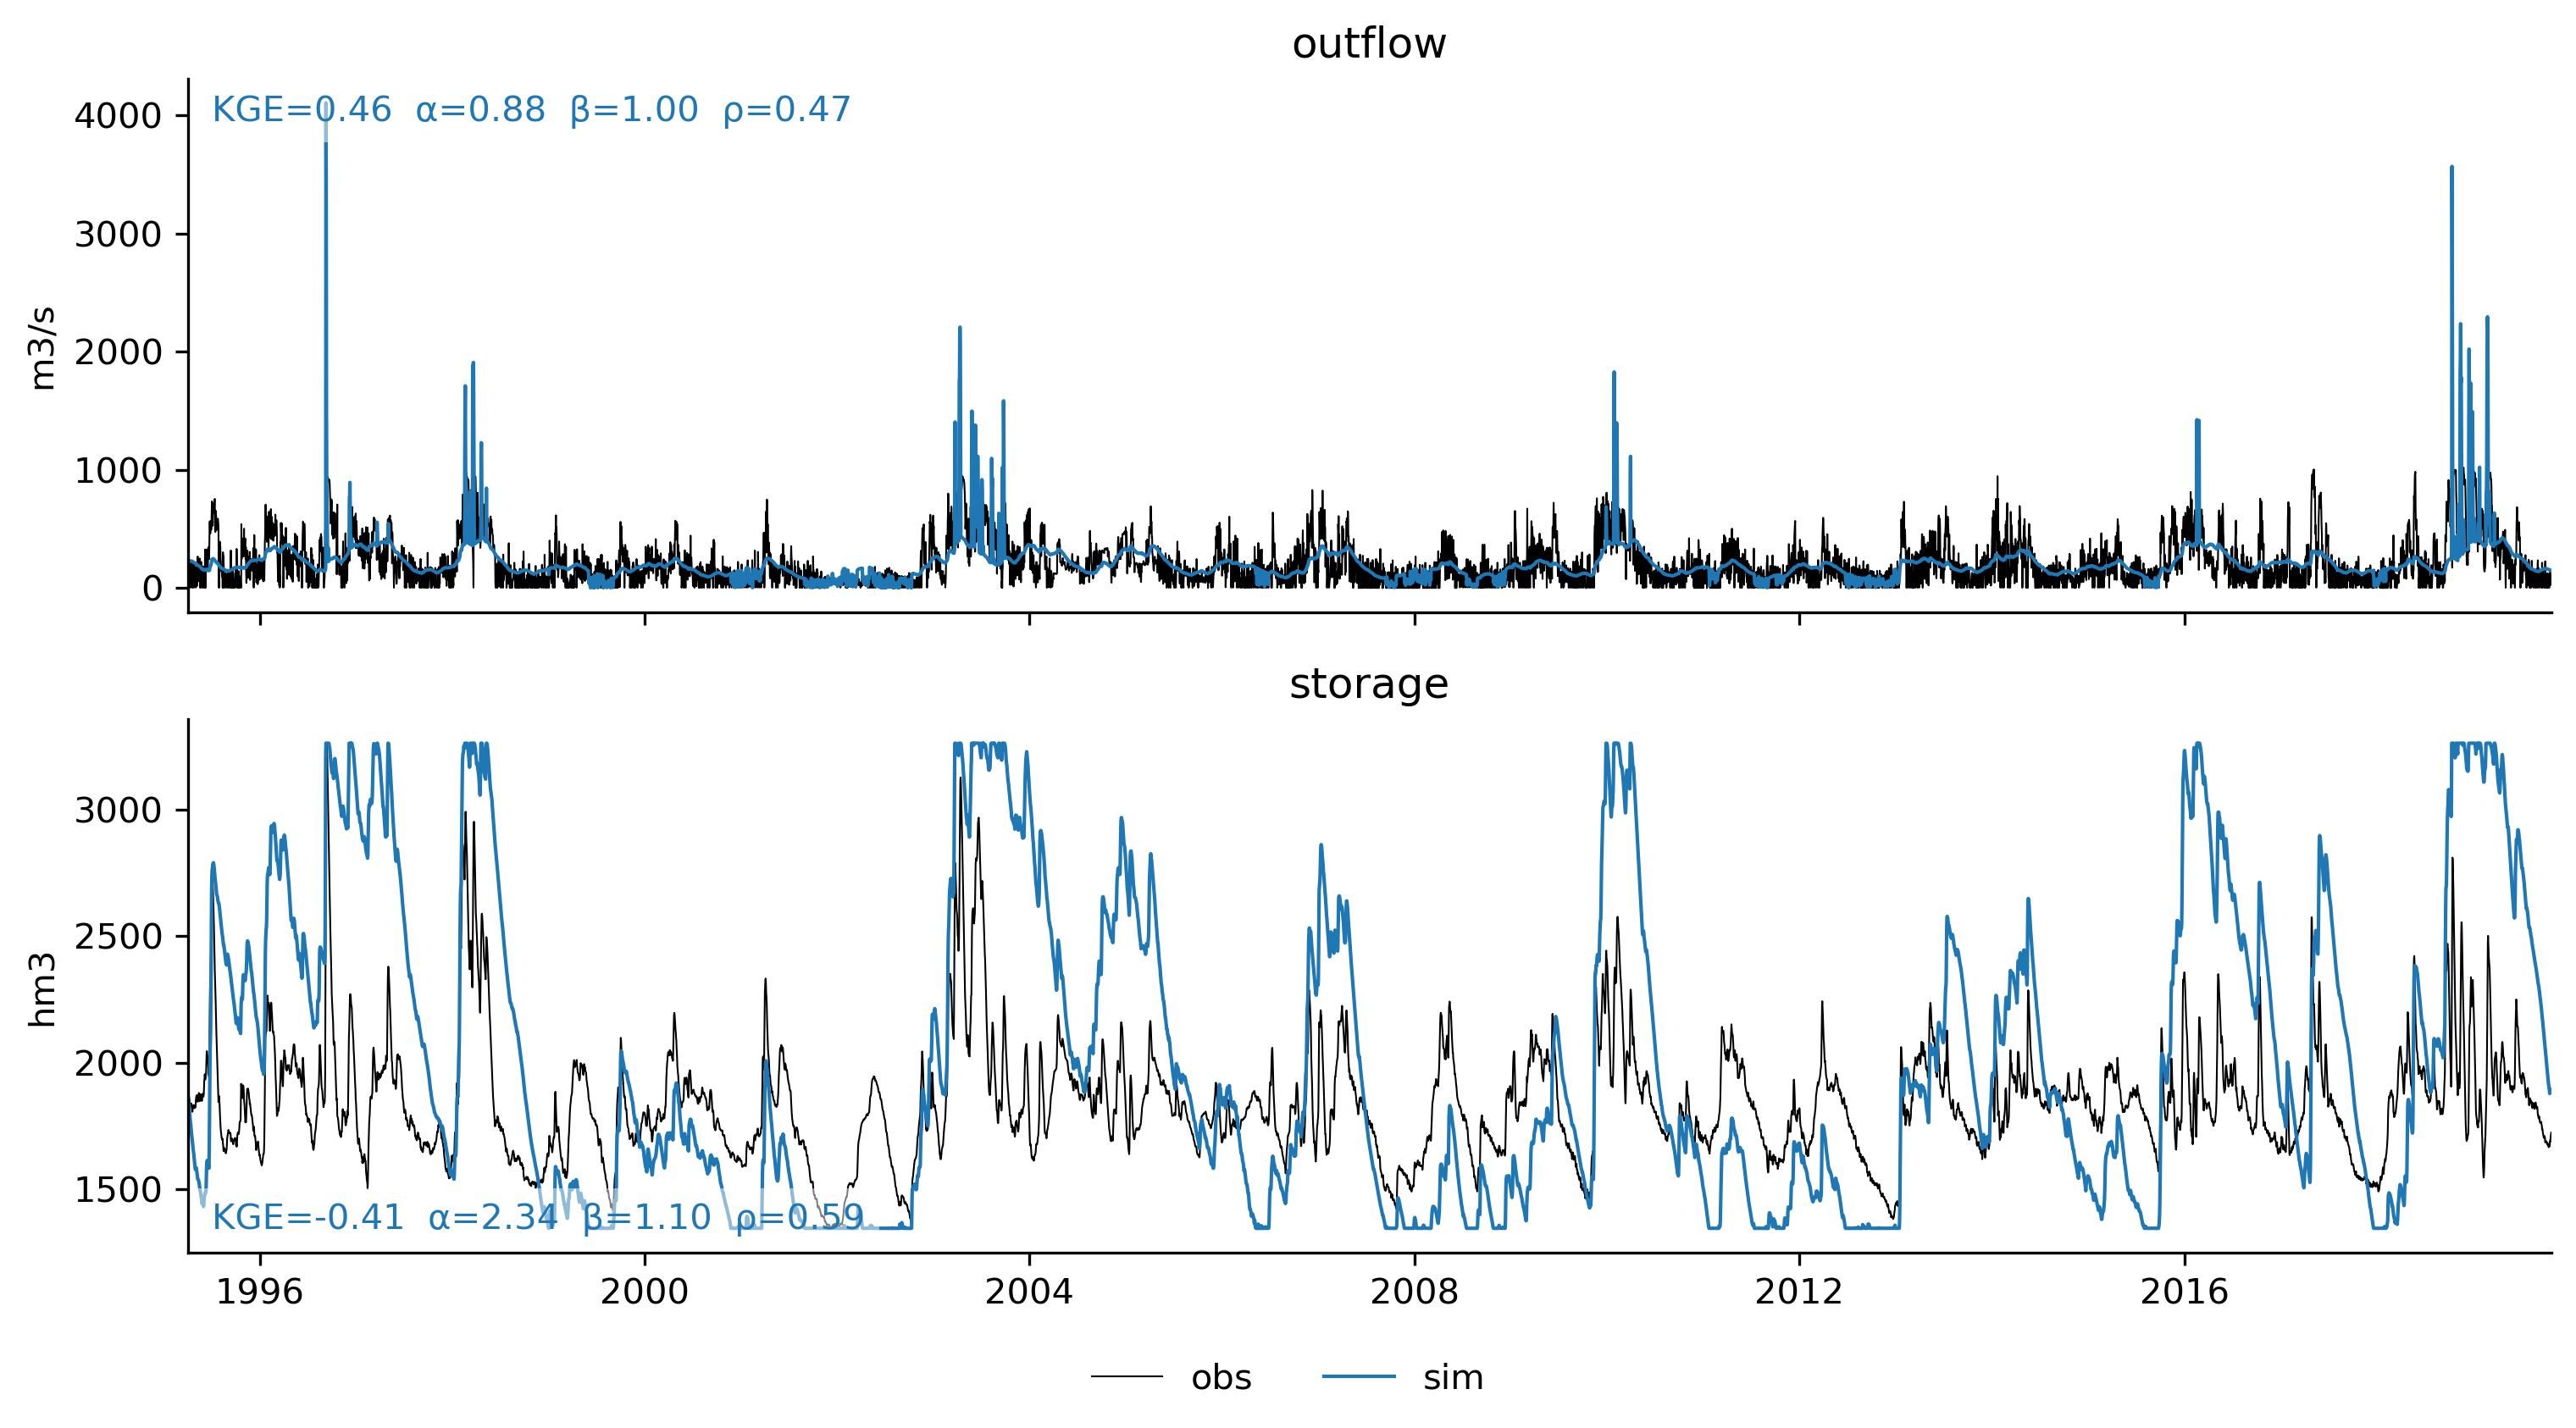 outflow
KGE=0.46 α=0.88 β=1.00 ρ=0.47
4000
3000
2000
1000
0
m3/s
storage
3000
2500
2000
1500
hm3
KGE=-0.41 α=2.34 β=1.10 ρ=0.59
1996 2000 2004 2008 2012 2016
obs sim